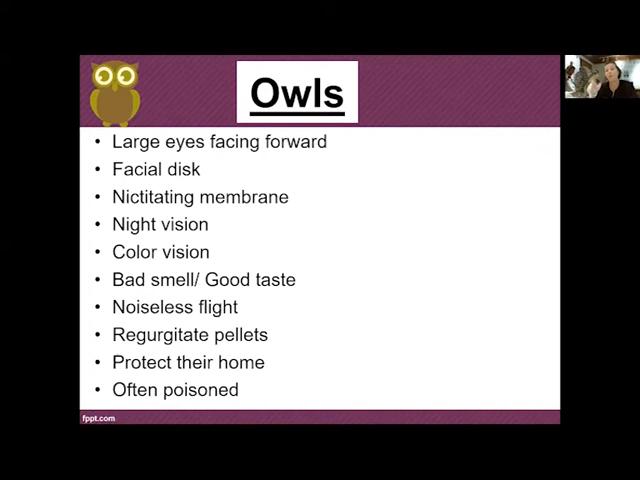 Owls
• Large eyes facing forward
• Facial disk
• Nictitating membrane
• Night vision
• Color vision
• Bad smell/ Good taste
• Noiseless flight
• Regurgitate pellets
• Protect their home
• Often poisoned
fppt.com